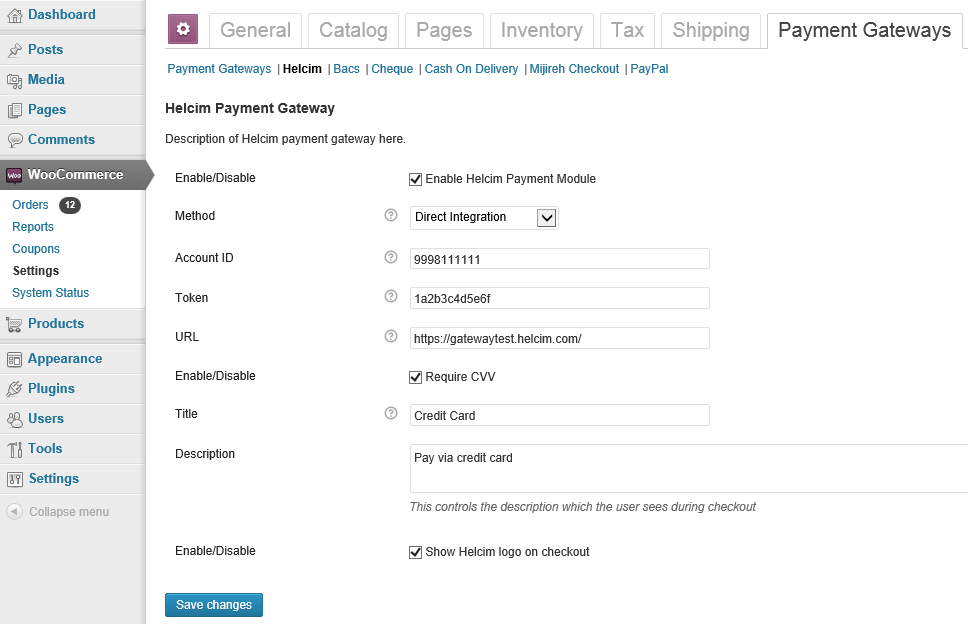 Dashboard
Posts
Media
Pages
Comments
woo WooCommerce
Orders 12
Reports
Coupons
Settings
System Status
Products
Appearance
Plugins
Users
Tools
Settings
Collapse menu
General Catalog Pages Inventory Tax Shipping Payment Gateways
Payment Gateways | Helcim | Bacs | Cheque | Cash On Delivery | Mijireh Checkout | PayPal
Helcim Payment Gateway
Description of Helcim payment gateway here.
Enable/Disable Enable Helcim Payment Module
Method ? Direct Integration
Account ID ? 9998111111
Token ? 1a2b3c4d5e6f
URL ? https://gatewaytest.helcim.com/
Enable/Disable Require CVV
Title ? Credit Card
Description Pay via credit card
This controls the description which the user sees during checkout
Enable/Disable Show Helcim logo on checkout
Save changes